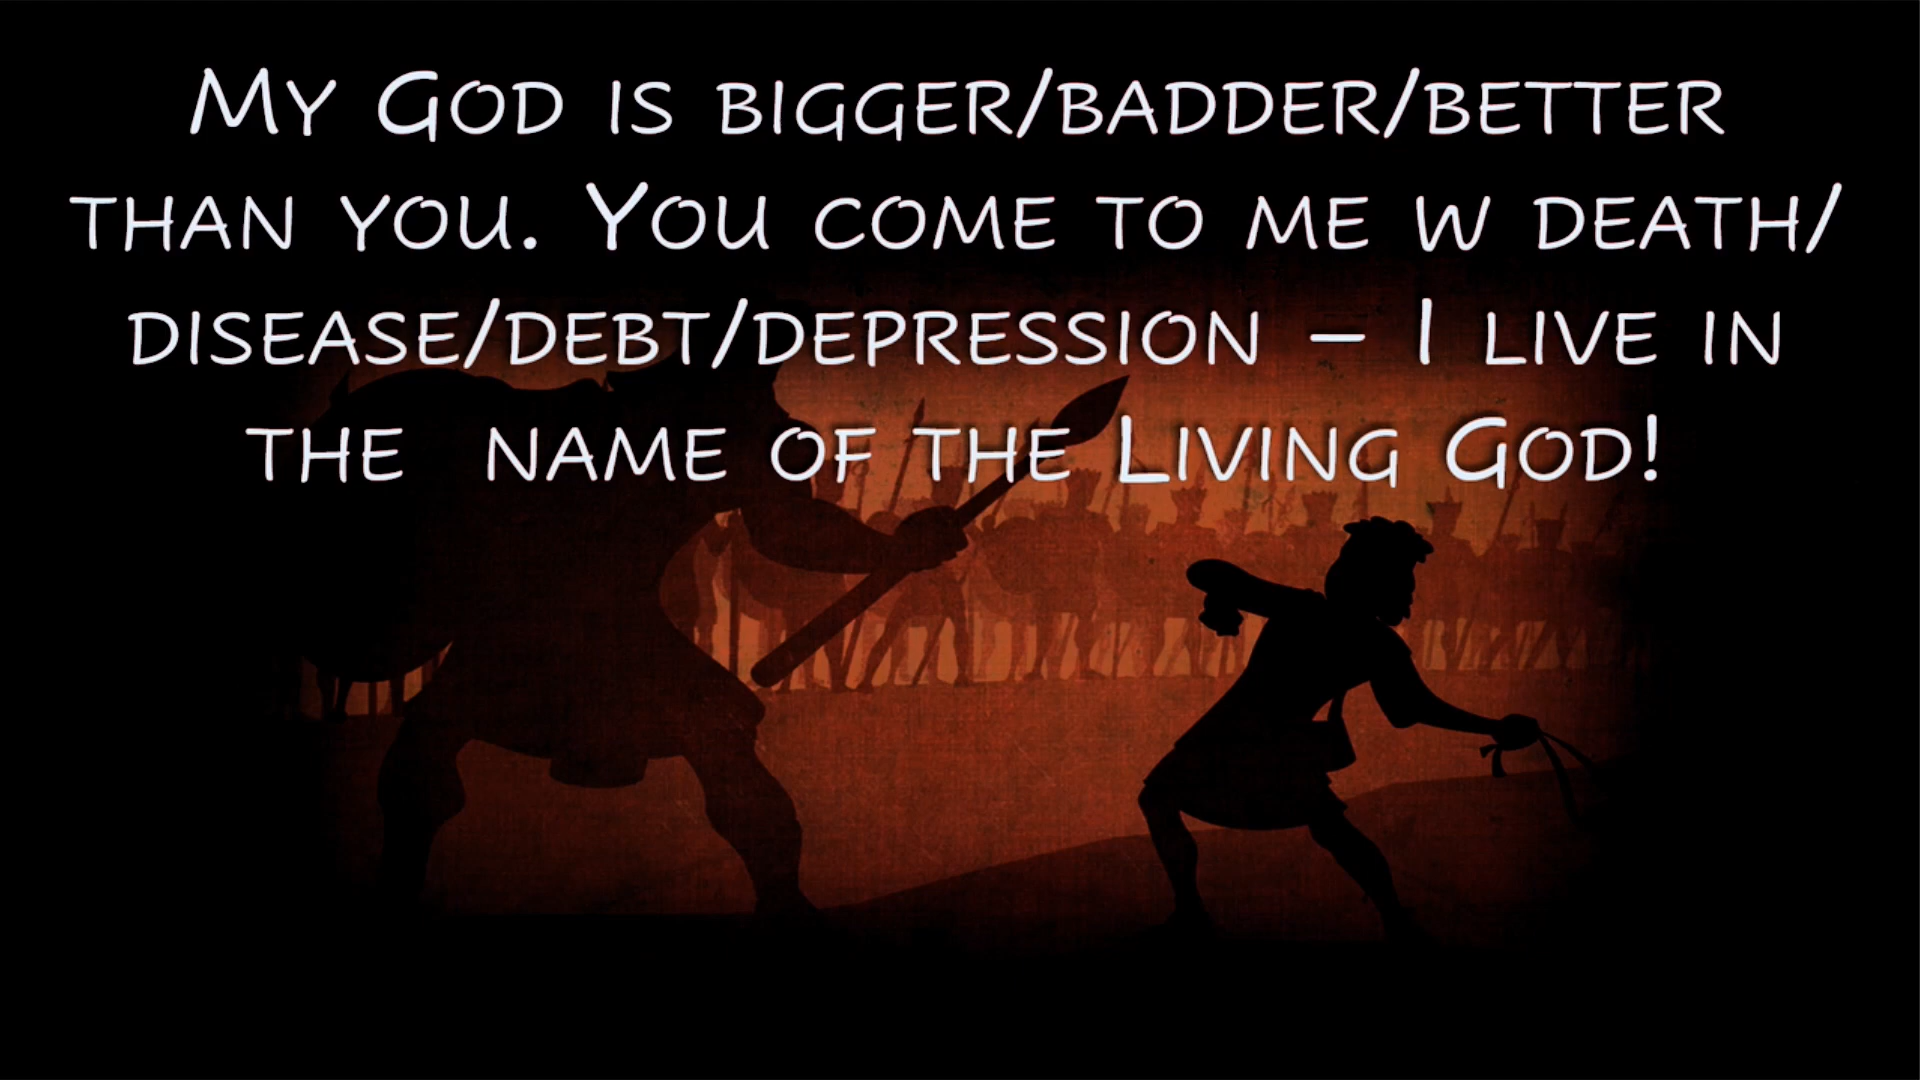 My God is bigger/badder/better
than you. You come to me w death/
disease/debt/depression – I live in
the  name of the Living God!